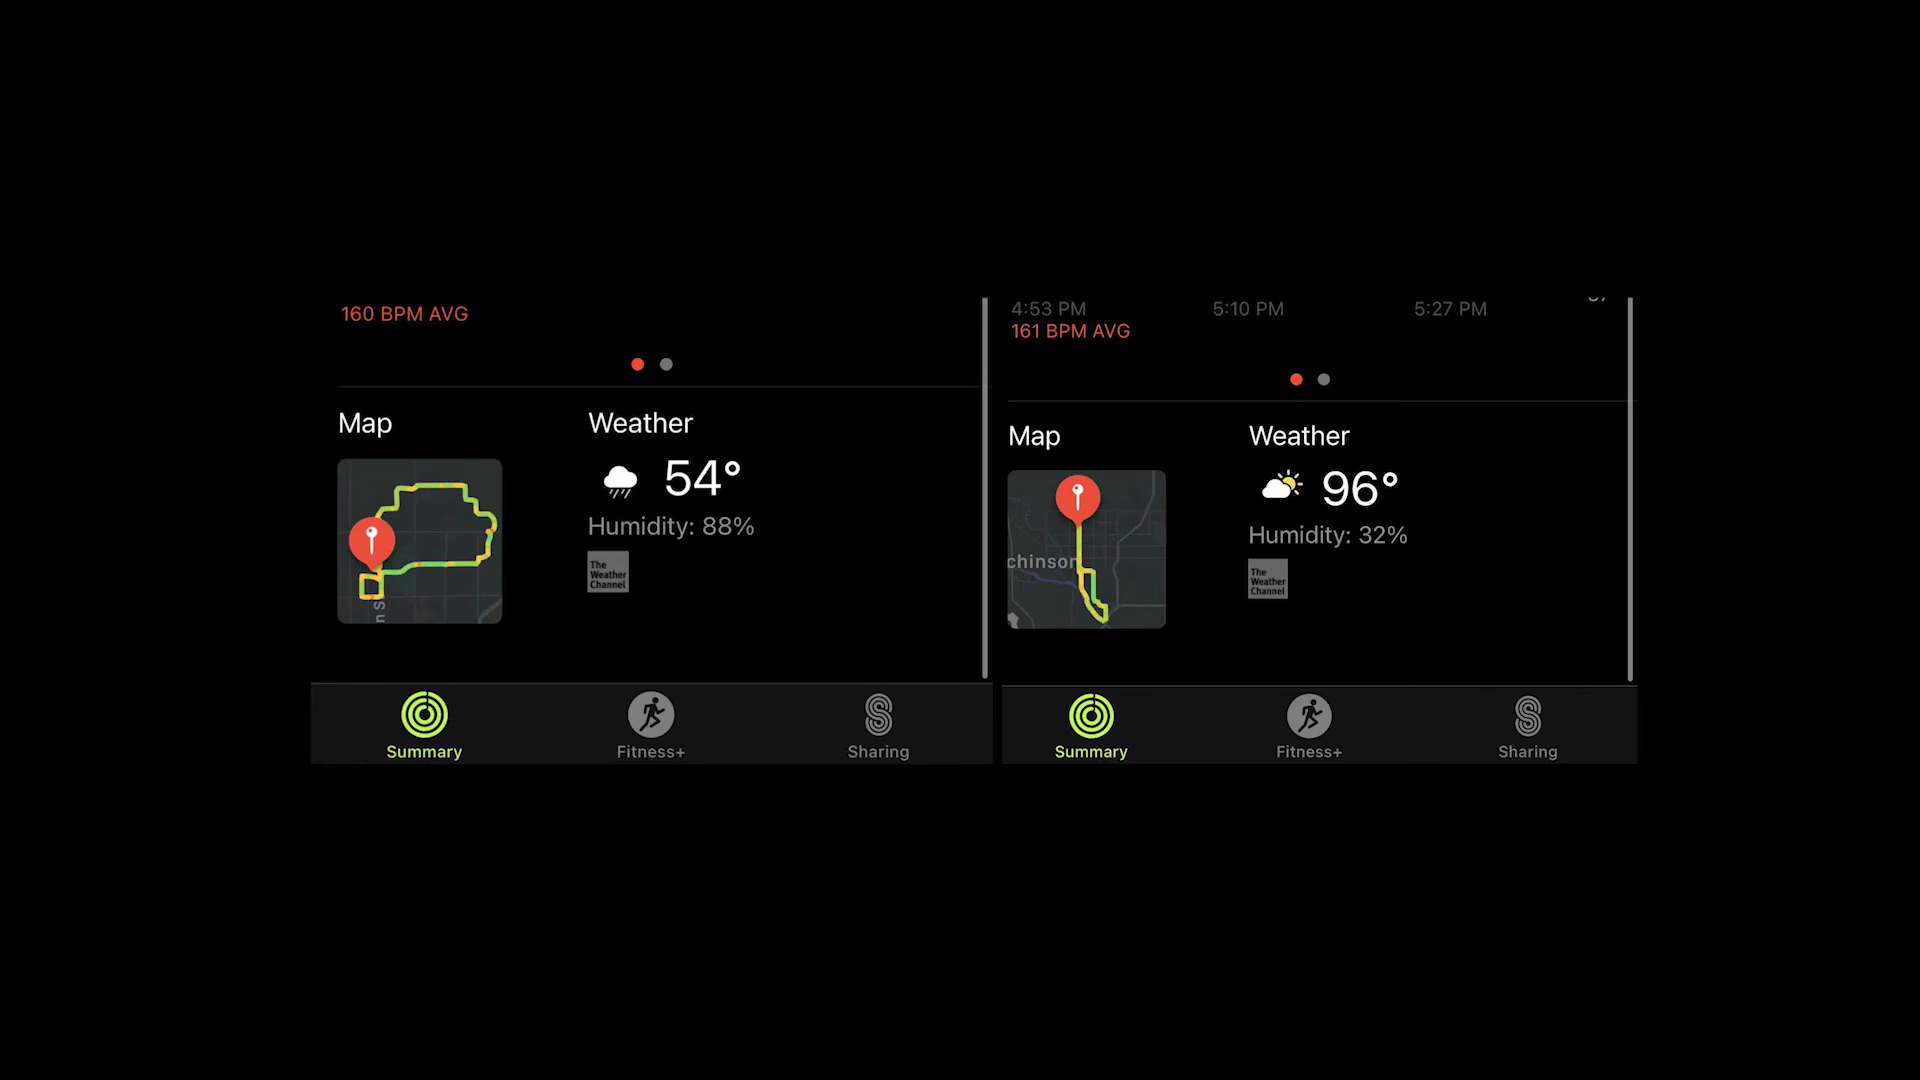 160 BPM AVG
Map
Weather
54°
Humidity: 88%
The
Weather
Channel
Summary
Fitness+
Sharing
4:53 PM
5:10 PM
5:27 PM
161 BPM AVG
Map
Weather
chinson
96°
Humidity: 32%
The
Weather
Channel
Summary
Fitness+
Sharing